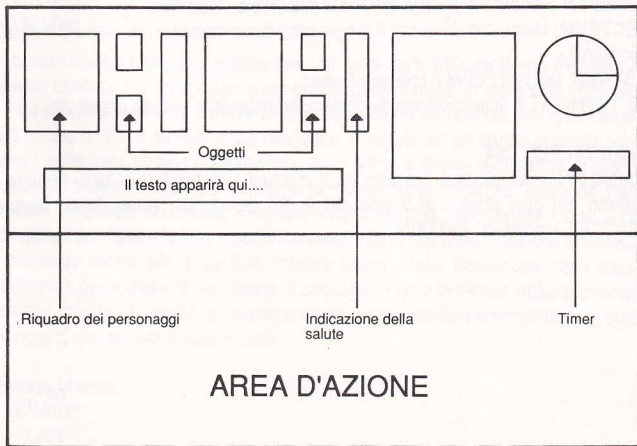 Oggetti
Il testo apparirà qui....
Riquadro dei personaggi
Indicazione della
salute
Timer
AREA D'AZIONE